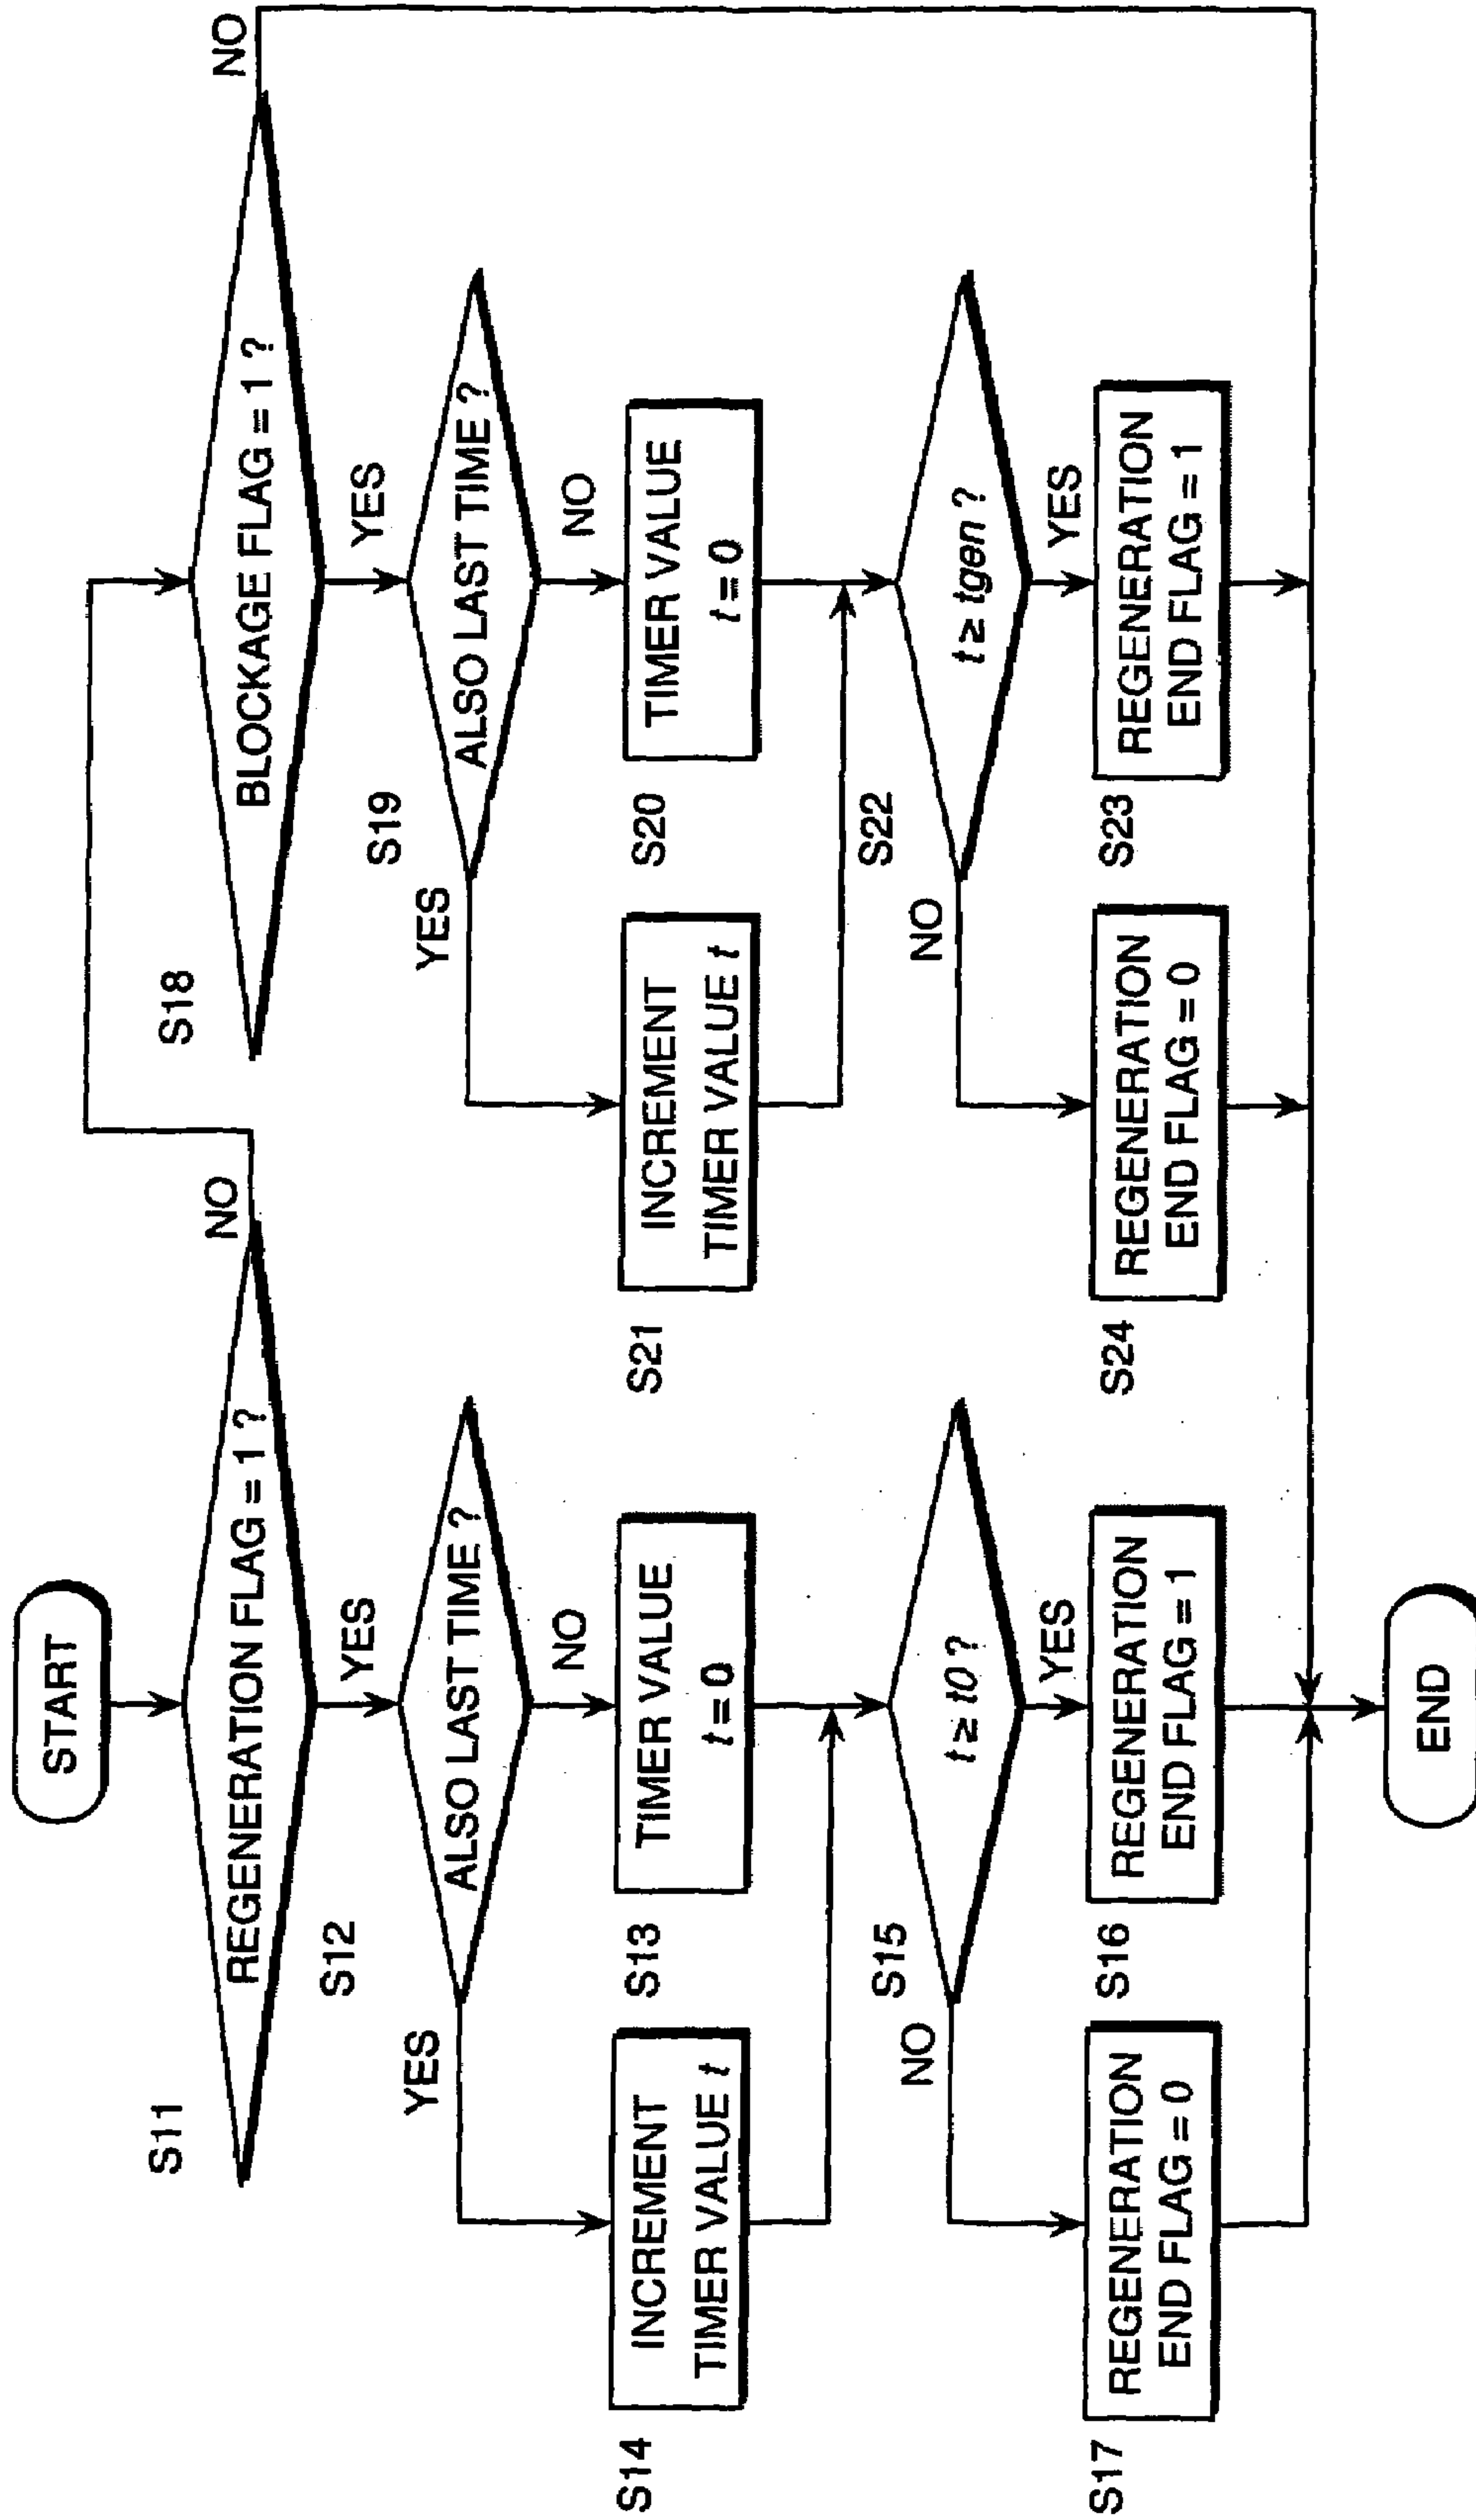 START
S11
REGENERATION FLAG = 1 ?
NO
YES
S12
ALSO LAST TIME ?
YES
NO
S14
INCREMENT
TIMER VALUE t
S13
TIMER VALUE
t = 0
S15
t ≥ t0 ?
NO
YES
S17
REGENERATION
END FLAG = 0
S16
REGENERATION
END FLAG = 1
END
S18
BLOCKAGE FLAG = 1 ?
NO
YES
S19
ALSO LAST TIME ?
YES
NO
S21
INCREMENT
TIMER VALUE t
S20
TIMER VALUE
t = 0
S22
t ≥ tgen ?
NO
YES
S24
REGENERATION
END FLAG = 0
S23
REGENERATION
END FLAG = 1